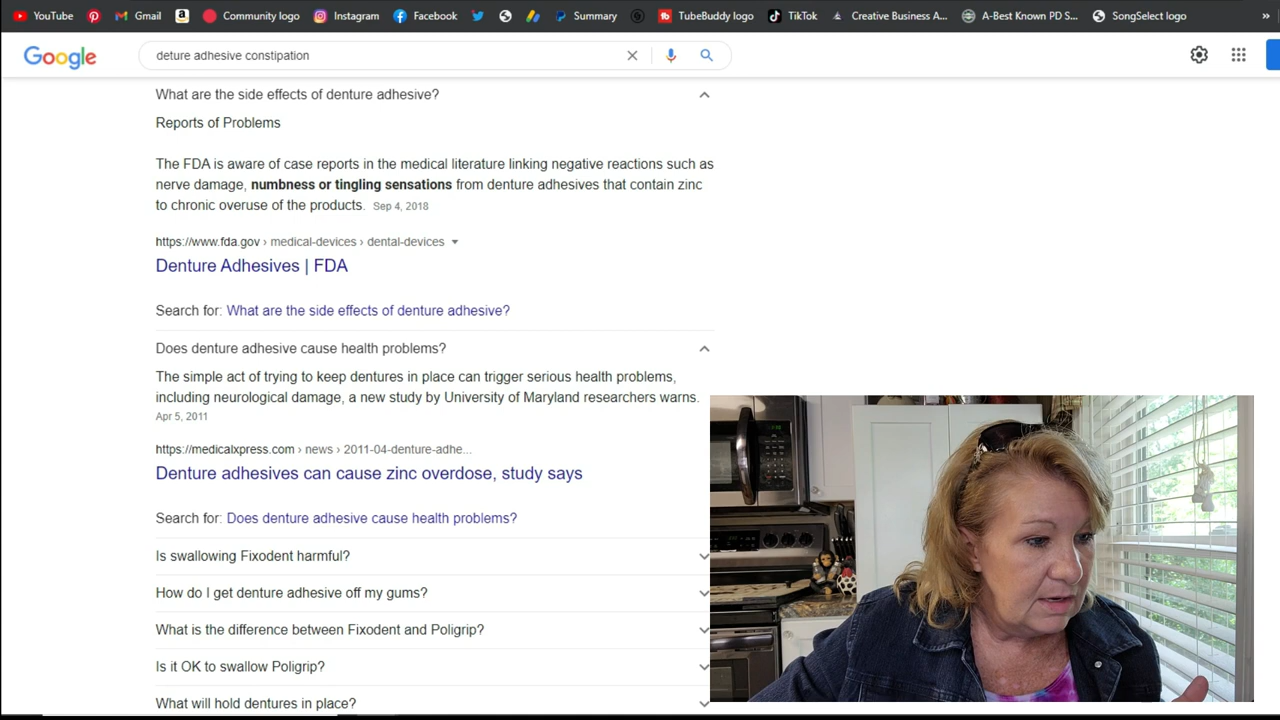 YouTube Gmail Community logo Instagram Facebook Summary TubeBuddy logo TikTok Creative Business A... A-Best Known PD S... SongSelect logo »
Google deture adhesive constipation
What are the side effects of denture adhesive?
Reports of Problems
The FDA is aware of case reports in the medical literature linking negative reactions such as
nerve damage, numbness or tingling sensations from denture adhesives that contain zinc
to chronic overuse of the products. Sep 4, 2018
https://www.fda.gov › medical-devices › dental-devices
Denture Adhesives | FDA
Search for: What are the side effects of denture adhesive?
Does denture adhesive cause health problems?
The simple act of trying to keep dentures in place can trigger serious health problems,
including neurological damage, a new study by University of Maryland researchers warns.
Apr 5, 2011
https://medicalxpress.com › news › 2011-04-denture-adhe...
Denture adhesives can cause zinc overdose, study says
Search for: Does denture adhesive cause health problems?
Is swallowing Fixodent harmful?
How do I get denture adhesive off my gums?
What is the difference between Fixodent and Poligrip?
Is it OK to swallow Poligrip?
What will hold dentures in place?